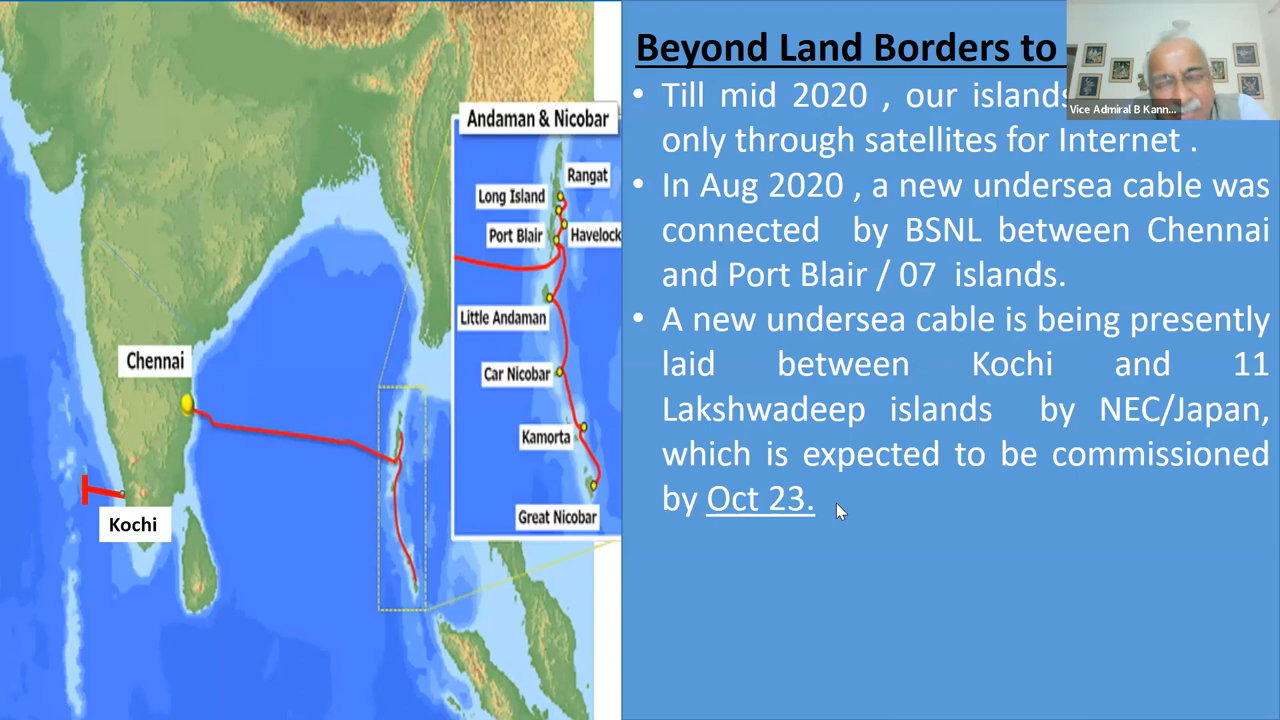 Beyond Land Borders to
Vice Admiral B Kann...
• Till mid 2020 , our islands
only through satellites for Internet .
• In Aug 2020 , a new undersea cable was
connected by BSNL between Chennai
and Port Blair / 07 islands.
• A new undersea cable is being presently
laid between Kochi and 11
Lakshwadeep islands by NEC/Japan,
which is expected to be commissioned
by Oct 23.
Andaman & Nicobar
Rangat
Long Island
Port Blair
Havelock
Little Andaman
Car Nicobar
Kamorta
Great Nicobar
Chennai
Kochi